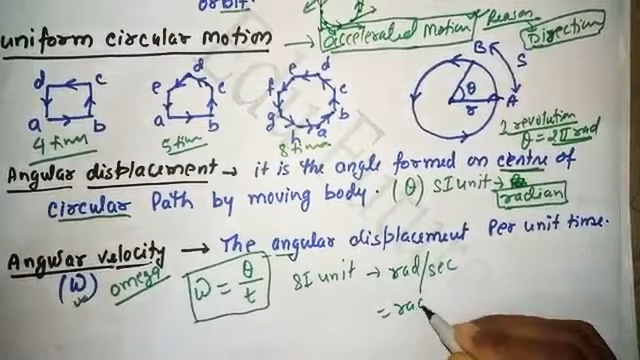 orbit.
uniform circular motion → accelerated motion / Reason
Direction
d c
a b
4 times
d
e c
a b
5 times
e d
f c
g b
h a
8 times
B
S
θ
r A
1 revolution
θ = 2π rad
Angular displacement → it is the angle formed on centre of
circular Path by moving body. (θ) SI unit → radian
Angular velocity → The angular displacement Per unit time.
(W) omega W = θ/t SI unit → rad/sec
= rad